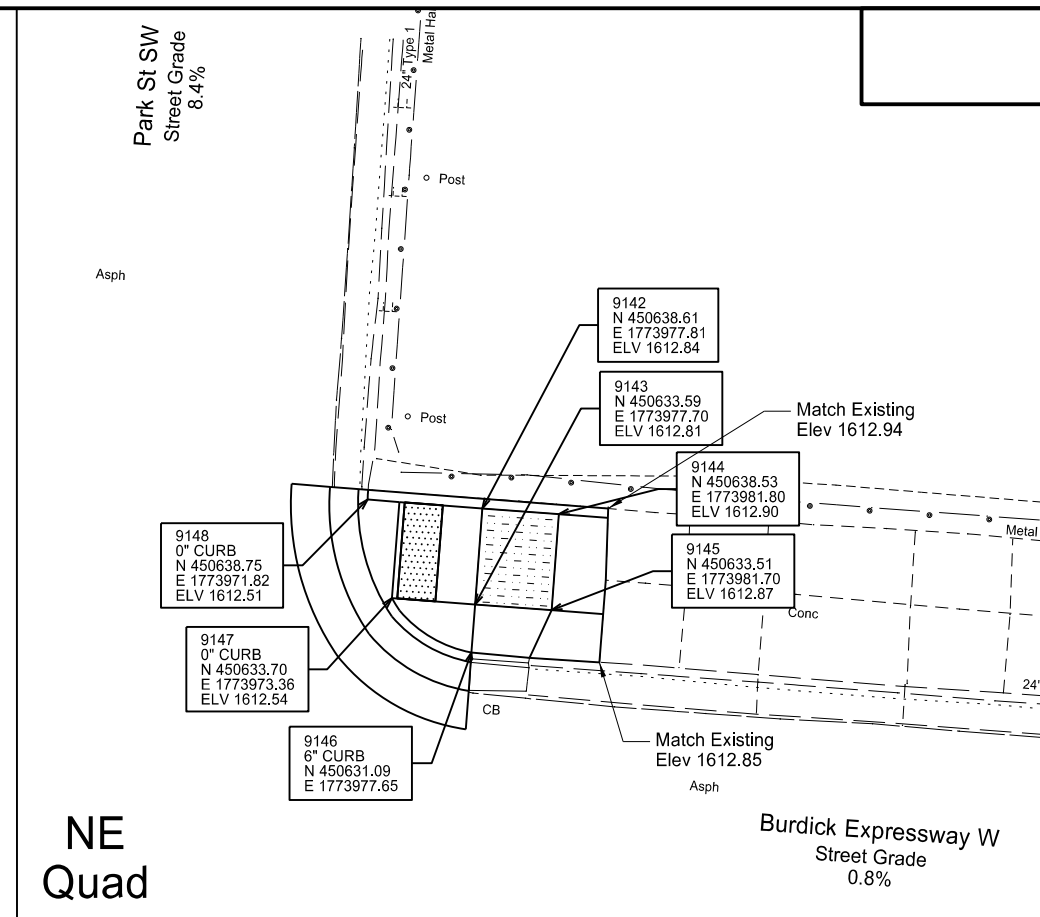 Park St SW
Street Grade
8.4%
24" Type 1
Metal Ha
Post
Asph
Post
9142
N 450638.61
E 1773977.81
ELV 1612.84
9143
N 450633.59
E 1773977.70
ELV 1612.81
Match Existing
Elev 1612.94
9144
N 450638.53
E 1773981.80
ELV 1612.90
Metal
9148
0" CURB
N 450638.75
E 1773971.82
ELV 1612.51
9145
N 450633.51
E 1773981.70
ELV 1612.87
Conc
9147
0" CURB
N 450633.70
E 1773973.36
ELV 1612.54
24"
CB
9146
6" CURB
N 450631.09
E 1773977.65
Match Existing
Elev 1612.85
Asph
NE
Quad
Burdick Expressway W
Street Grade
0.8%